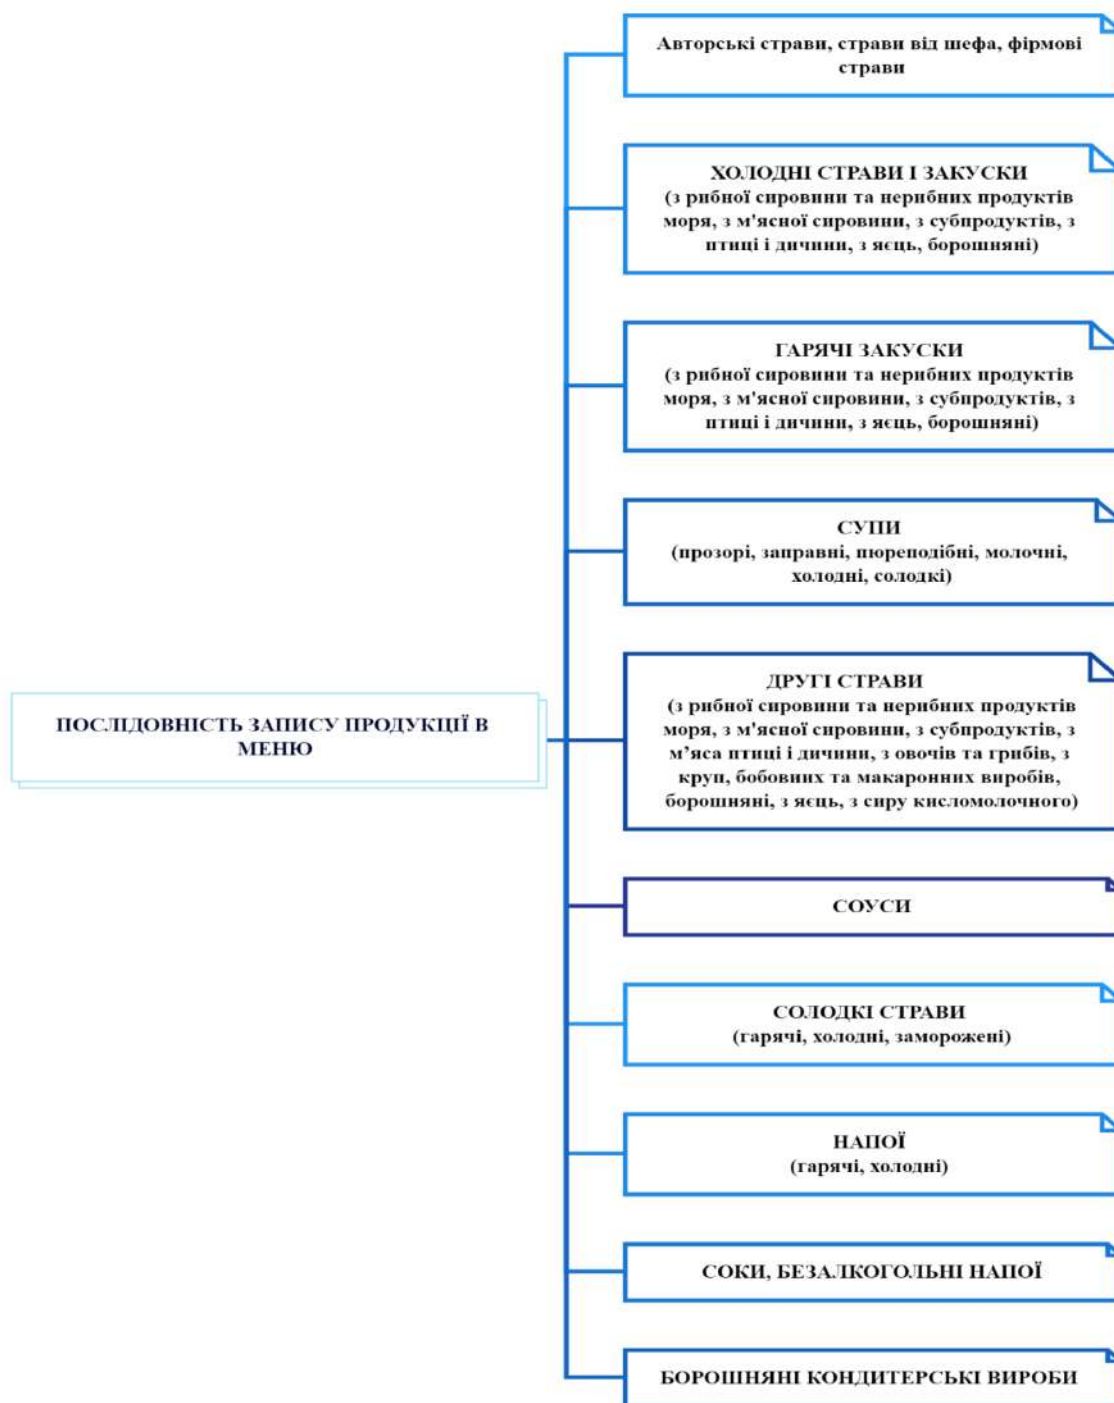 Авторські страви, страви від шефа, фірмові
страви
ХОЛОДНІ СТРАВИ І ЗАКУСКИ
(з рибної сировини та нерибних продуктів
моря, з м'ясної сировини, з субпродуктів, з
птиці і дичини, з яєць, борошняні)
ГАРЯЧІ ЗАКУСКИ
(з рибної сировини та нерибних продуктів
моря, з м'ясної сировини, з субпродуктів, з
птиці і дичини, з яєць, борошняні)
СУПИ
(прозорі, заправні, пюреподібні, молочні,
холодні, солодкі)
ПОСЛІДОВНІСТЬ ЗАПИСУ ПРОДУКЦІЇ В
МЕНЮ
ДРУГІ СТРАВИ
(з рибної сировини та нерибних продуктів
моря, з м'ясної сировини, з субпродуктів, з
м’яса птиці і дичини, з овочів та грибів, з
круп, бобових та макаронних виробів,
борошняні, з яєць, з сиру кисломолочного)
СОУСИ
СОЛОДКІ СТРАВИ
(гарячі, холодні, заморожені)
НАПОЇ
(гарячі, холодні)
СОКИ, БЕЗАЛКОГОЛЬНІ НАПОЇ
БОРОШНЯНІ КОНДИТЕРСЬКІ ВИРОБИ